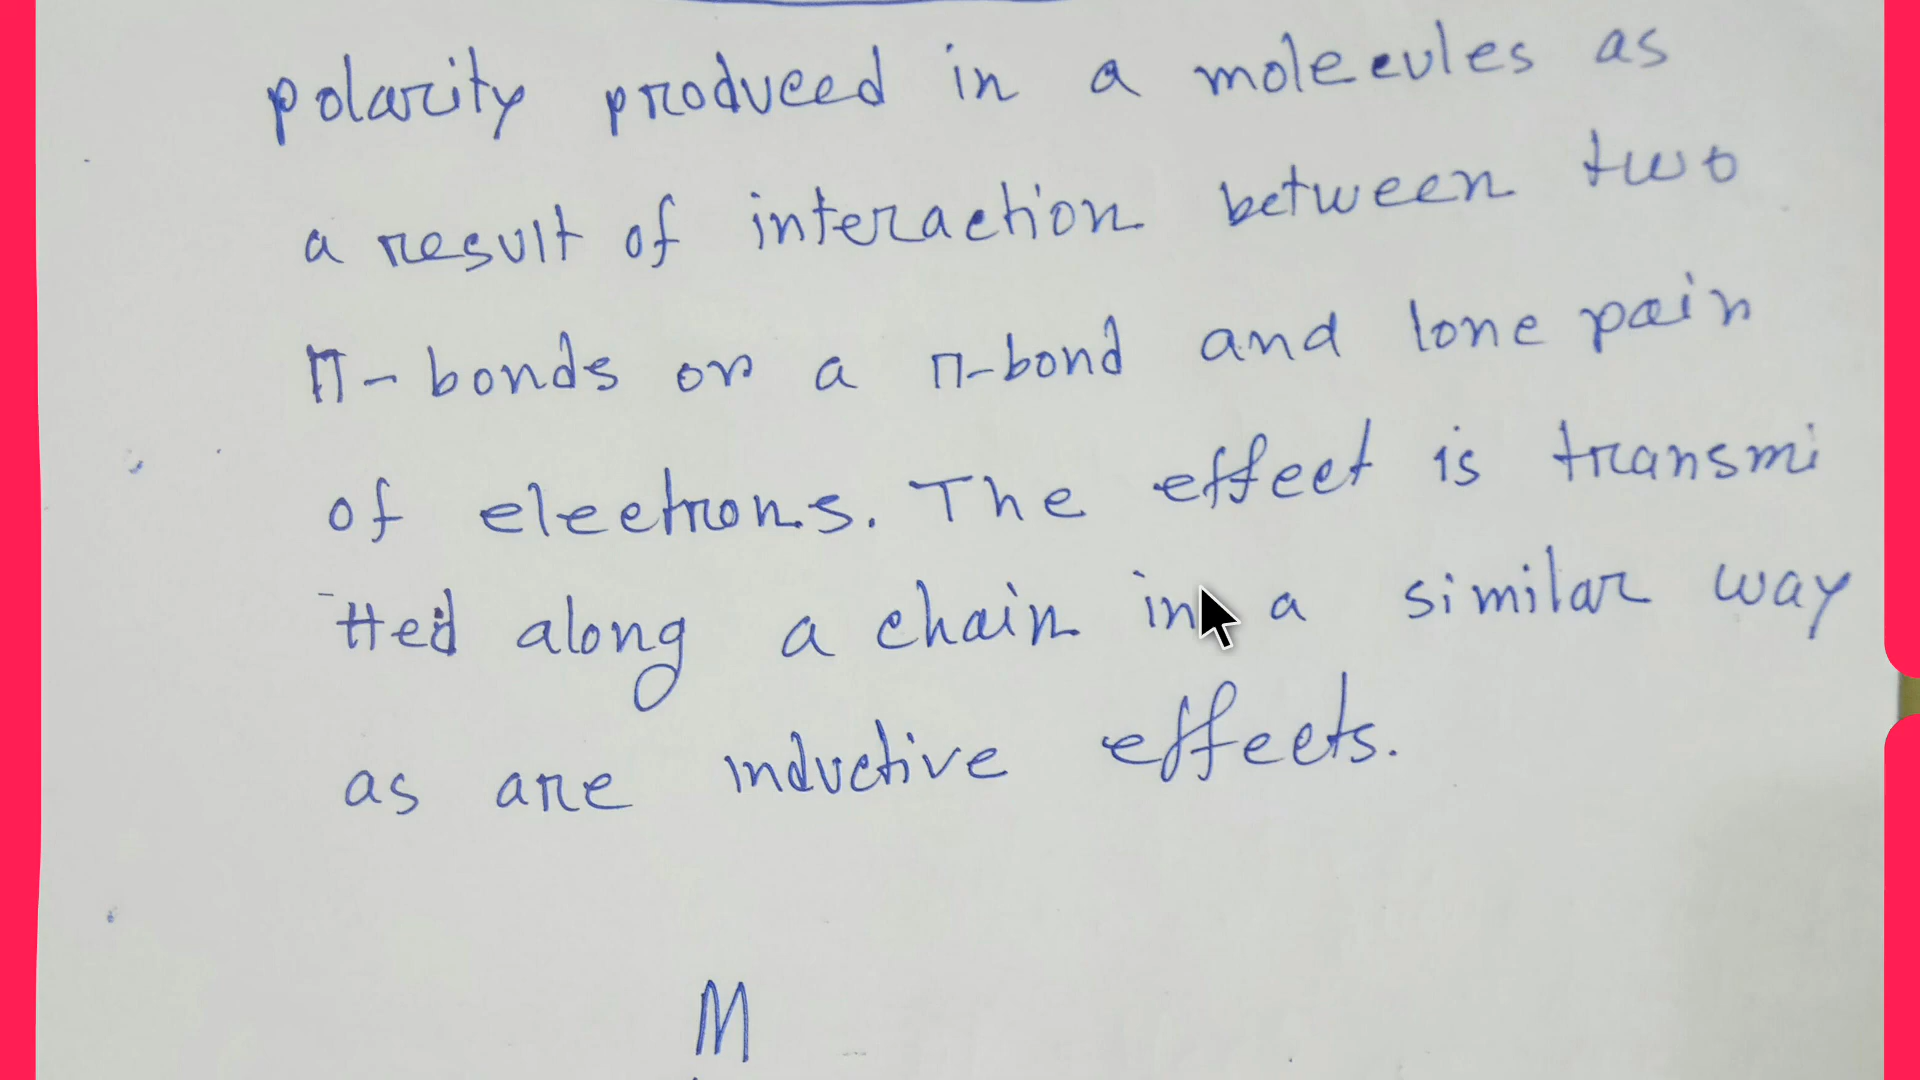 polarity produced in a molecules as
a result of interaction between two
π-bonds or a π-bond and lone pair
of electrons. The effect is transmi
-tted along a chain in a similar way
as are inductive effects.
M